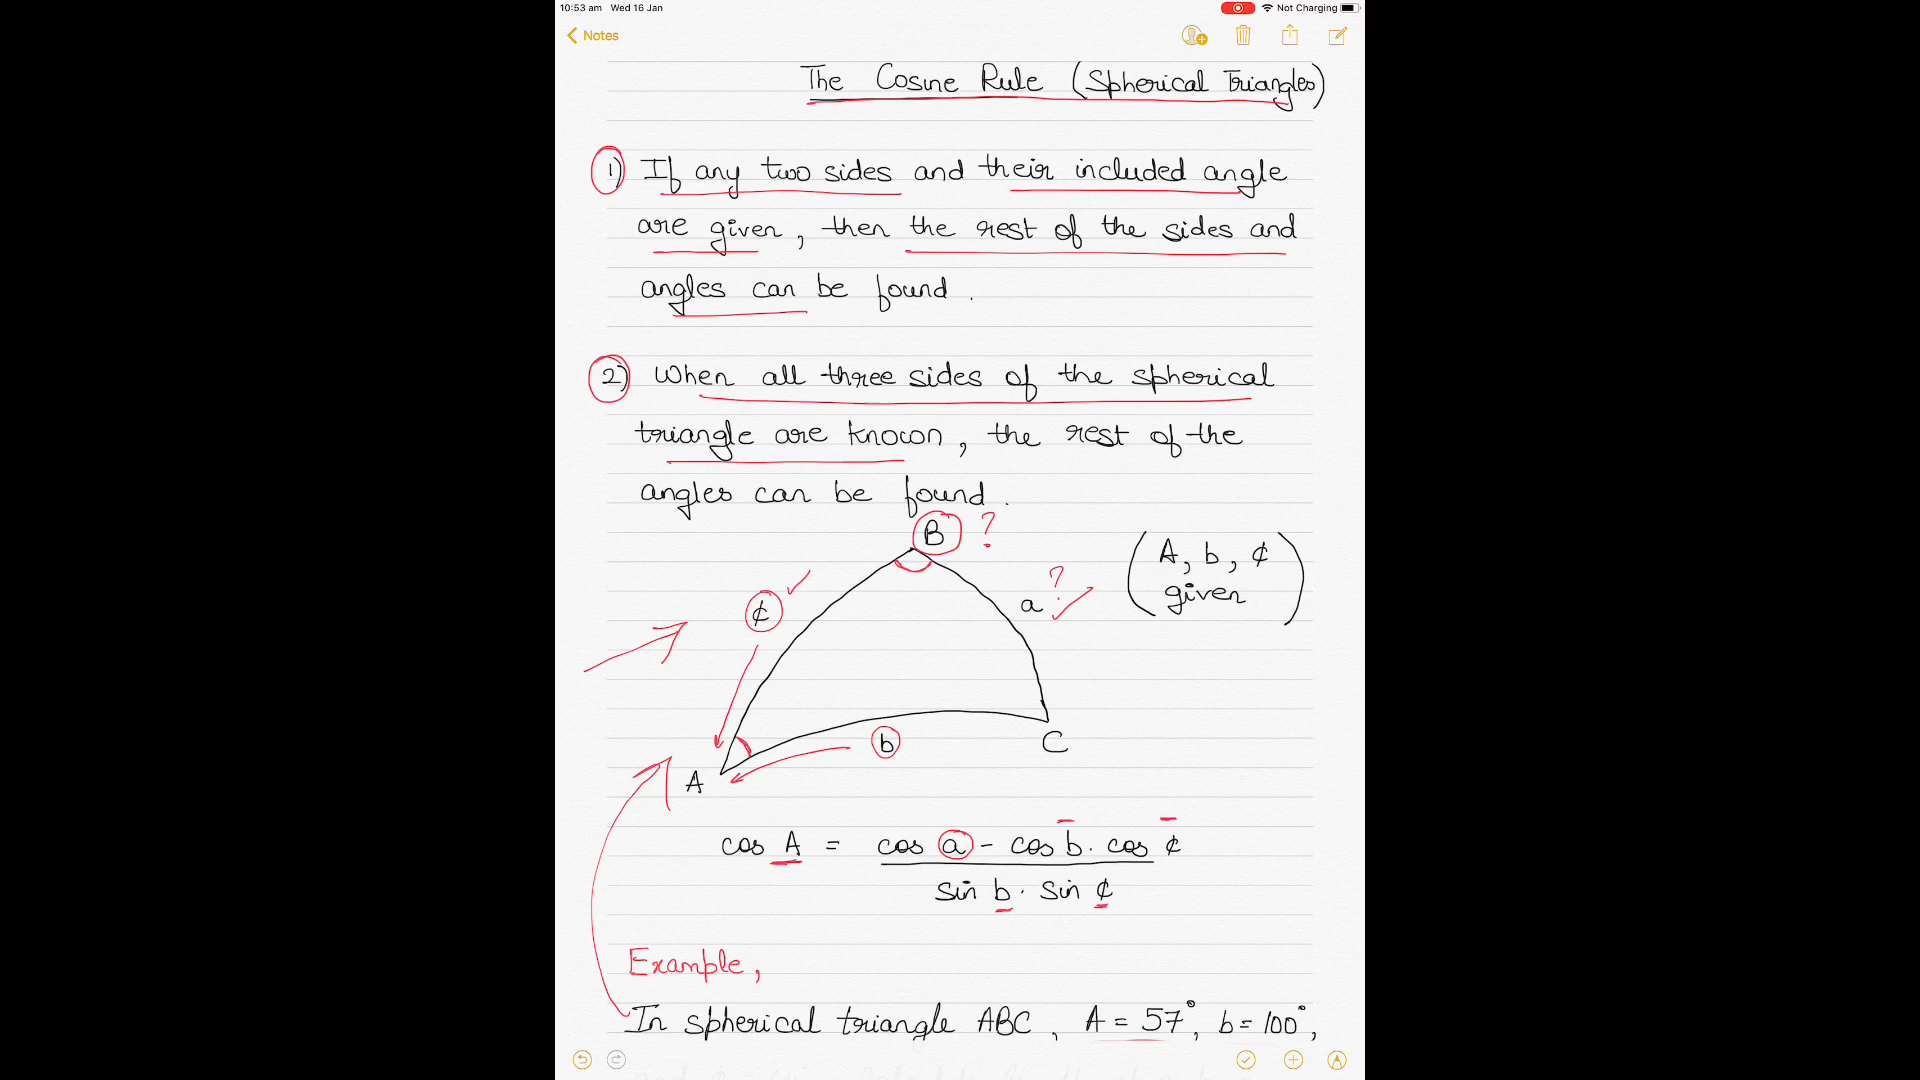 10:53 am Wed 16 Jan
Not Charging
Notes
The Cosine Rule (Spherical Triangles)
1) If any two sides and their included angle
are given, then the rest of the sides and
angles can be found.
2) When all three sides of the spherical
triangle are known, the rest of the
angles can be found.
B ?
(A, b, ¢
given)
?
¢ a
b
C
A
cos A = cos a - cos b . cos ¢
sin b . sin ¢
Example,
In spherical triangle ABC, A = 57°, b = 100°,